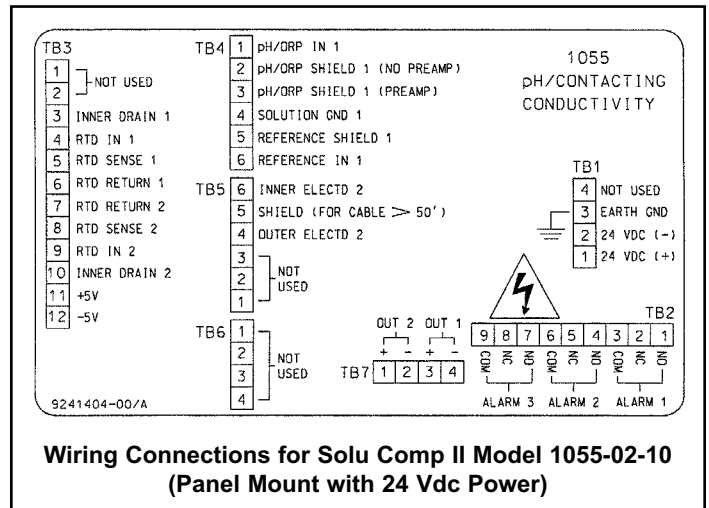 TB3
1
2
NOT USED
3 INNER DRAIN 1
4 RTD IN 1
5 RTD SENSE 1
6 RTD RETURN 1
7 RTD RETURN 2
8 RTD SENSE 2
9 RTD IN 2
10 INNER DRAIN 2
11 +5V
12 -5V
TB4
1 pH/ORP IN 1
2 pH/ORP SHIELD 1 (NO PREAMP)
3 pH/ORP SHIELD 1 (PREAMP)
4 SOLUTION GND 1
5 REFERENCE SHIELD 1
6 REFERENCE IN 1
TB5
6 INNER ELECTD 2
5 SHIELD (FOR CABLE > 50')
4 OUTER ELECTD 2
3
2
1
NOT
USED
TB6
1
2
3
4
NOT
USED
1055
pH/CONTACTING
CONDUCTIVITY
TB1
4 NOT USED
3 EARTH GND
2 24 VDC (-)
1 24 VDC (+)
OUT 2 OUT 1
+ - + -
TB7 1 2 3 4
TB2
9 8 7 6 5 4 3 2 1
COM NC NO COM NC NO COM NC NO
ALARM 3 ALARM 2 ALARM 1
9241404-00/A
Wiring Connections for Solu Comp II Model 1055-02-10
(Panel Mount with 24 Vdc Power)